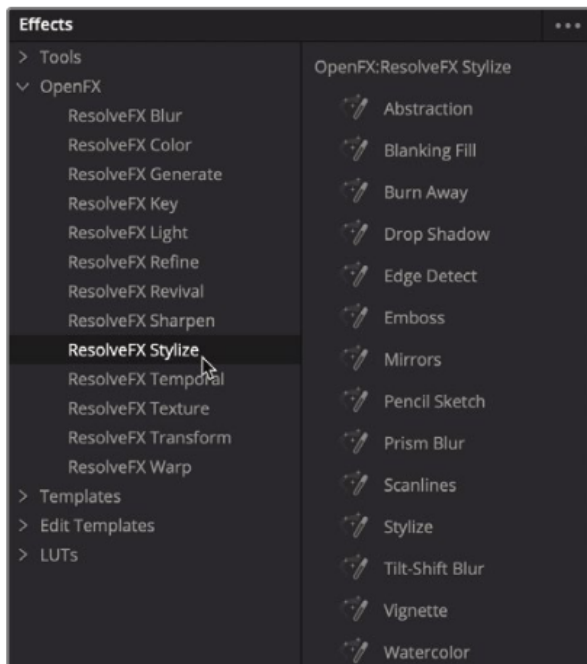 Effects
Tools
OpenFX
ResolveFX Blur
ResolveFX Color
ResolveFX Generate
ResolveFX Key
ResolveFX Light
ResolveFX Refine
ResolveFX Revival
ResolveFX Sharpen
ResolveFX Stylize
ResolveFX Temporal
ResolveFX Texture
ResolveFX Transform
ResolveFX Warp
Templates
Edit Templates
LUTs
OpenFX:ResolveFX Stylize
Abstraction
Blanking Fill
Burn Away
Drop Shadow
Edge Detect
Emboss
Mirrors
Pencil Sketch
Prism Blur
Scanlines
Stylize
Tilt-Shift Blur
Vignette
Watercolor